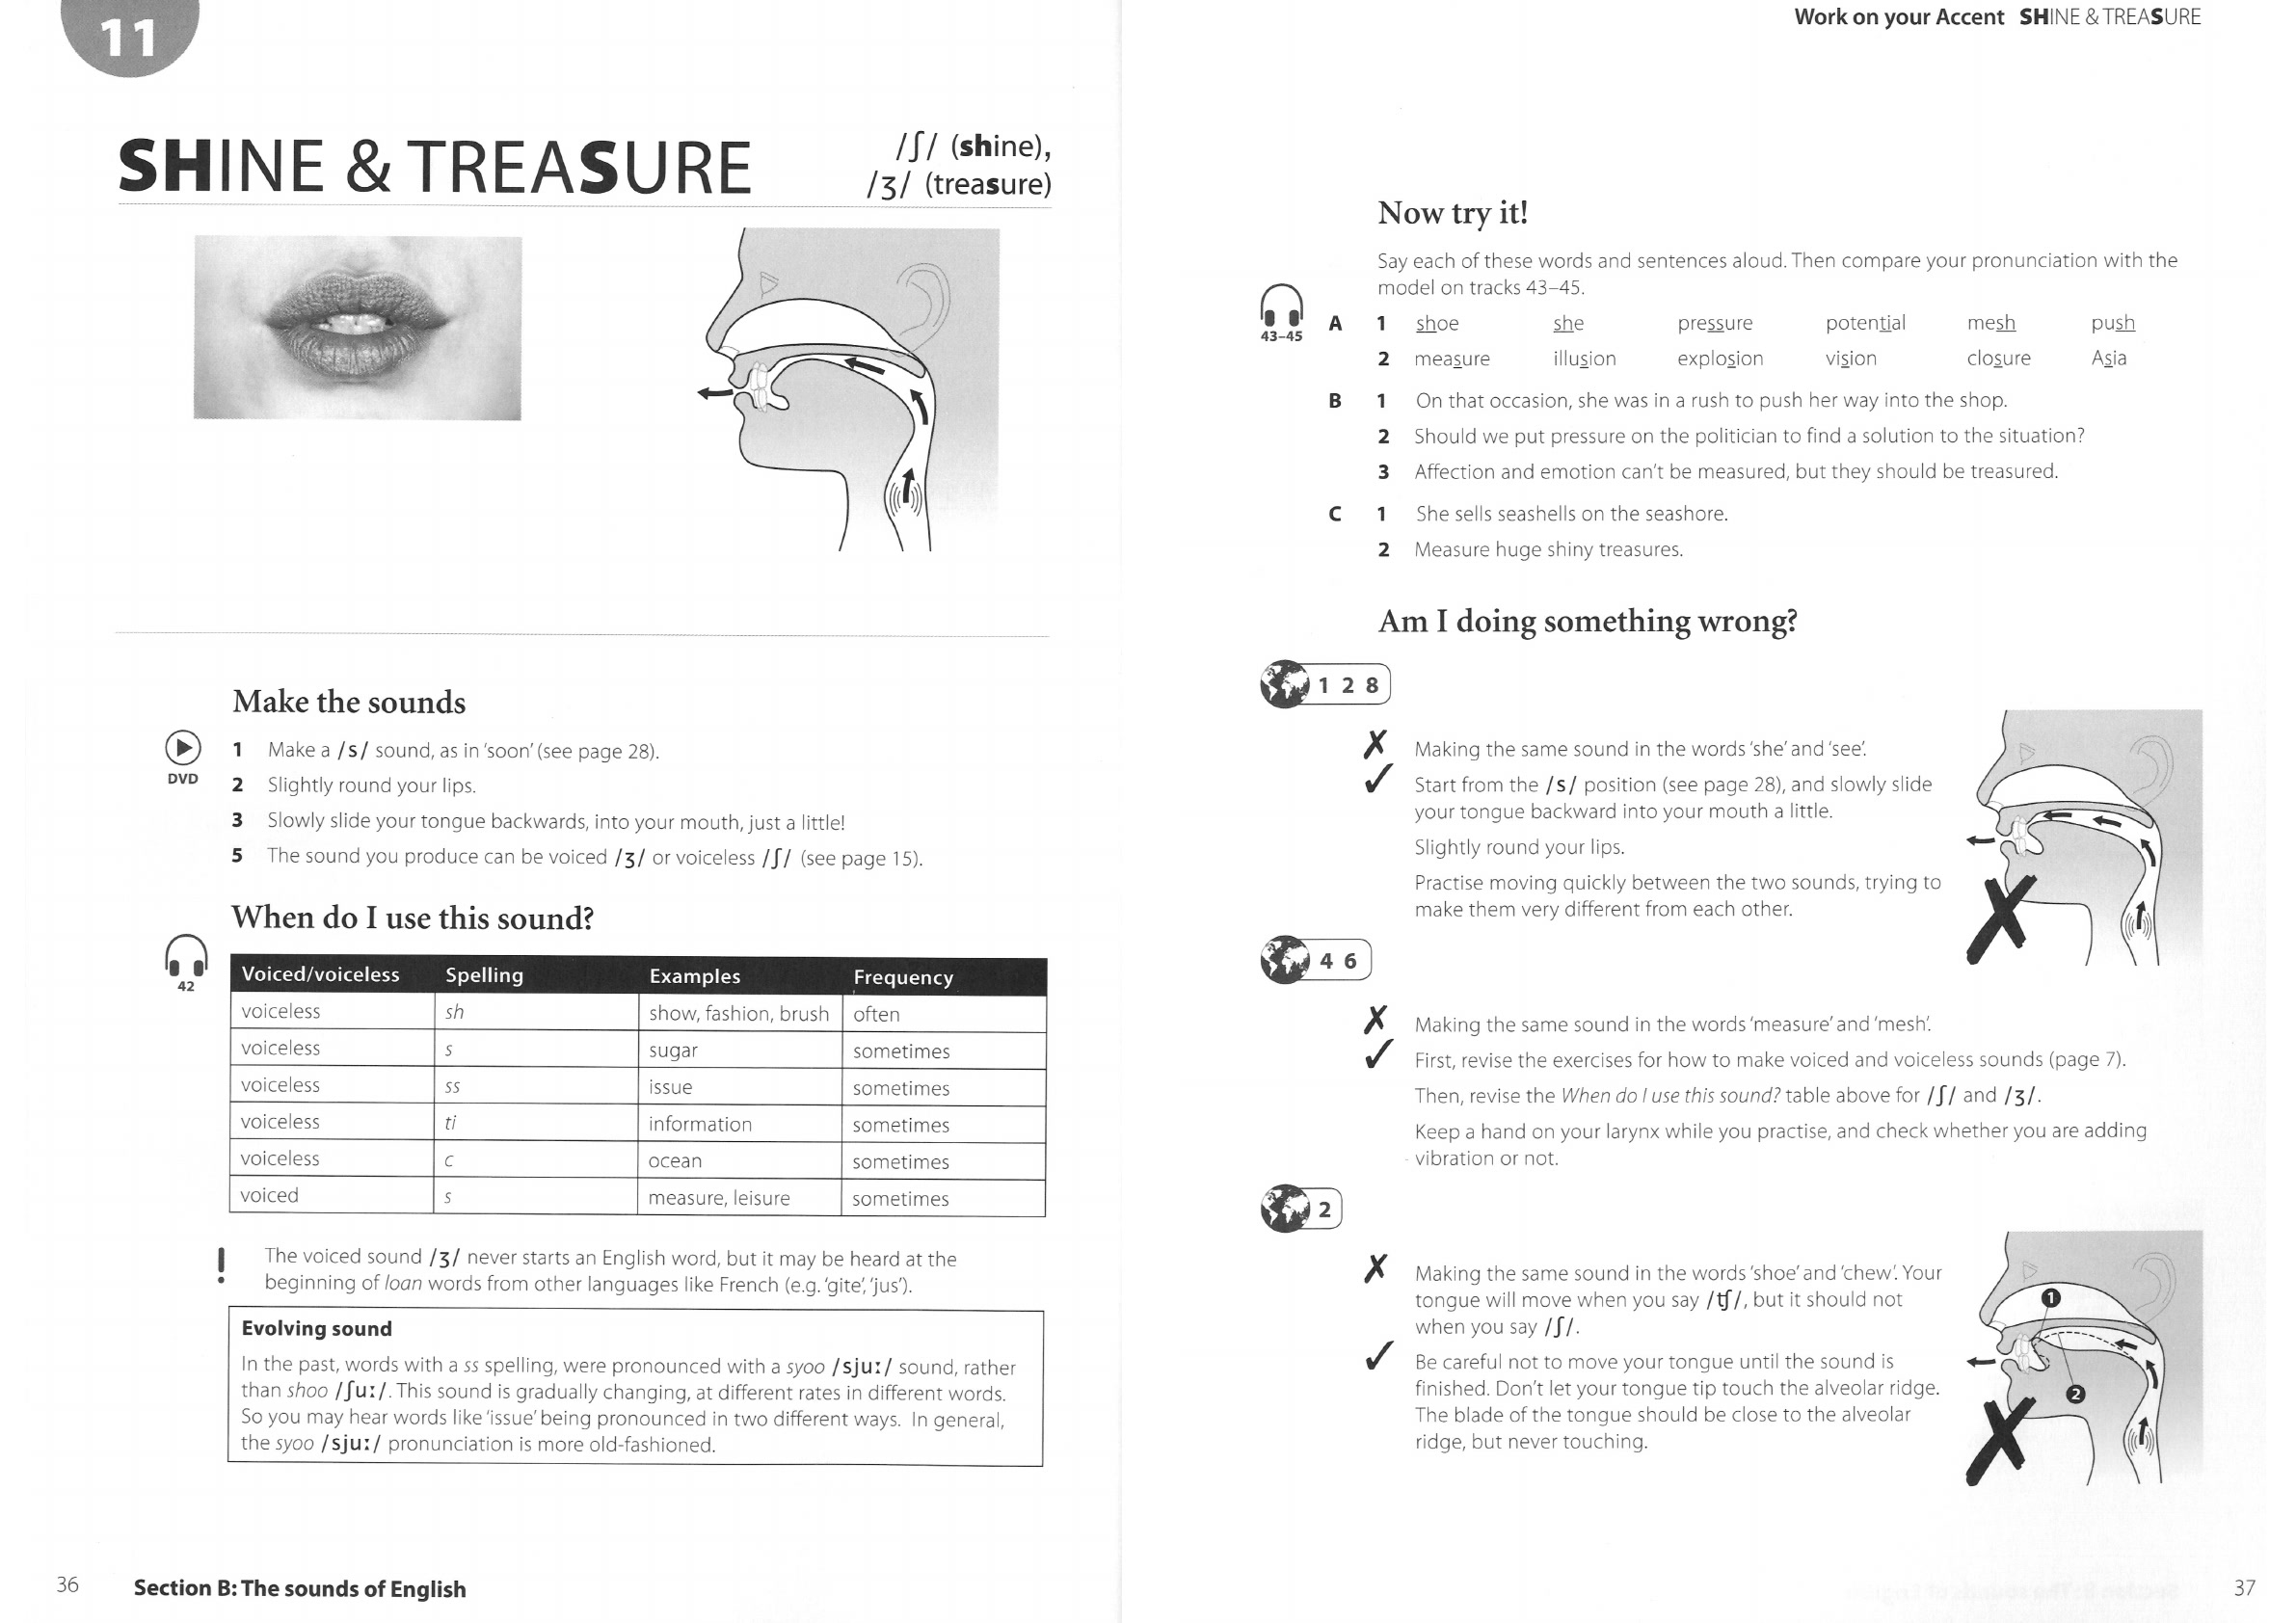 11
SHINE & TREASURE
/ʃ/ (shine),
/ʒ/ (treasure)
Make the sounds
DVD
1 Make a /s/ sound, as in 'soon' (see page 28).
2 Slightly round your lips.
3 Slowly slide your tongue backwards, into your mouth, just a little!
5 The sound you produce can be voiced /ʒ/ or voiceless /ʃ/ (see page 15).
When do I use this sound?
42
Voiced/voiceless Spelling Examples Frequency
voiceless sh show, fashion, brush often
voiceless s sugar sometimes
voiceless ss issue sometimes
voiceless ti information sometimes
voiceless c ocean sometimes
voiced s measure, leisure sometimes
! The voiced sound /ʒ/ never starts an English word, but it may be heard at the
beginning of loan words from other languages like French (e.g. 'gite', 'jus').
Evolving sound
In the past, words with a ss spelling, were pronounced with a syoo /sjuː/ sound, rather
than shoo /ʃuː/. This sound is gradually changing, at different rates in different words.
So you may hear words like 'issue' being pronounced in two different ways. In general,
the syoo /sjuː/ pronunciation is more old-fashioned.
36 Section B: The sounds of English
Work on your Accent SHINE & TREASURE
Now try it!
Say each of these words and sentences aloud. Then compare your pronunciation with the
model on tracks 43–45.
43–45
A 1 shoe she pressure potential mesh push
2 measure illusion explosion vision closure Asia
B 1 On that occasion, she was in a rush to push her way into the shop.
2 Should we put pressure on the politician to find a solution to the situation?
3 Affection and emotion can't be measured, but they should be treasured.
C 1 She sells seashells on the seashore.
2 Measure huge shiny treasures.
Am I doing something wrong?
1 2 8
✗ Making the same sound in the words 'she' and 'see'.
✓ Start from the /s/ position (see page 28), and slowly slide
your tongue backward into your mouth a little.
Slightly round your lips.
Practise moving quickly between the two sounds, trying to
make them very different from each other.
4 6
✗ Making the same sound in the words 'measure' and 'mesh'.
✓ First, revise the exercises for how to make voiced and voiceless sounds (page 7).
Then, revise the When do I use this sound? table above for /ʃ/ and /ʒ/.
Keep a hand on your larynx while you practise, and check whether you are adding
vibration or not.
2
✗ Making the same sound in the words 'shoe' and 'chew'. Your
tongue will move when you say /tʃ/, but it should not
when you say /ʃ/.
✓ Be careful not to move your tongue until the sound is
finished. Don't let your tongue tip touch the alveolar ridge.
The blade of the tongue should be close to the alveolar
ridge, but never touching.
1
2
37